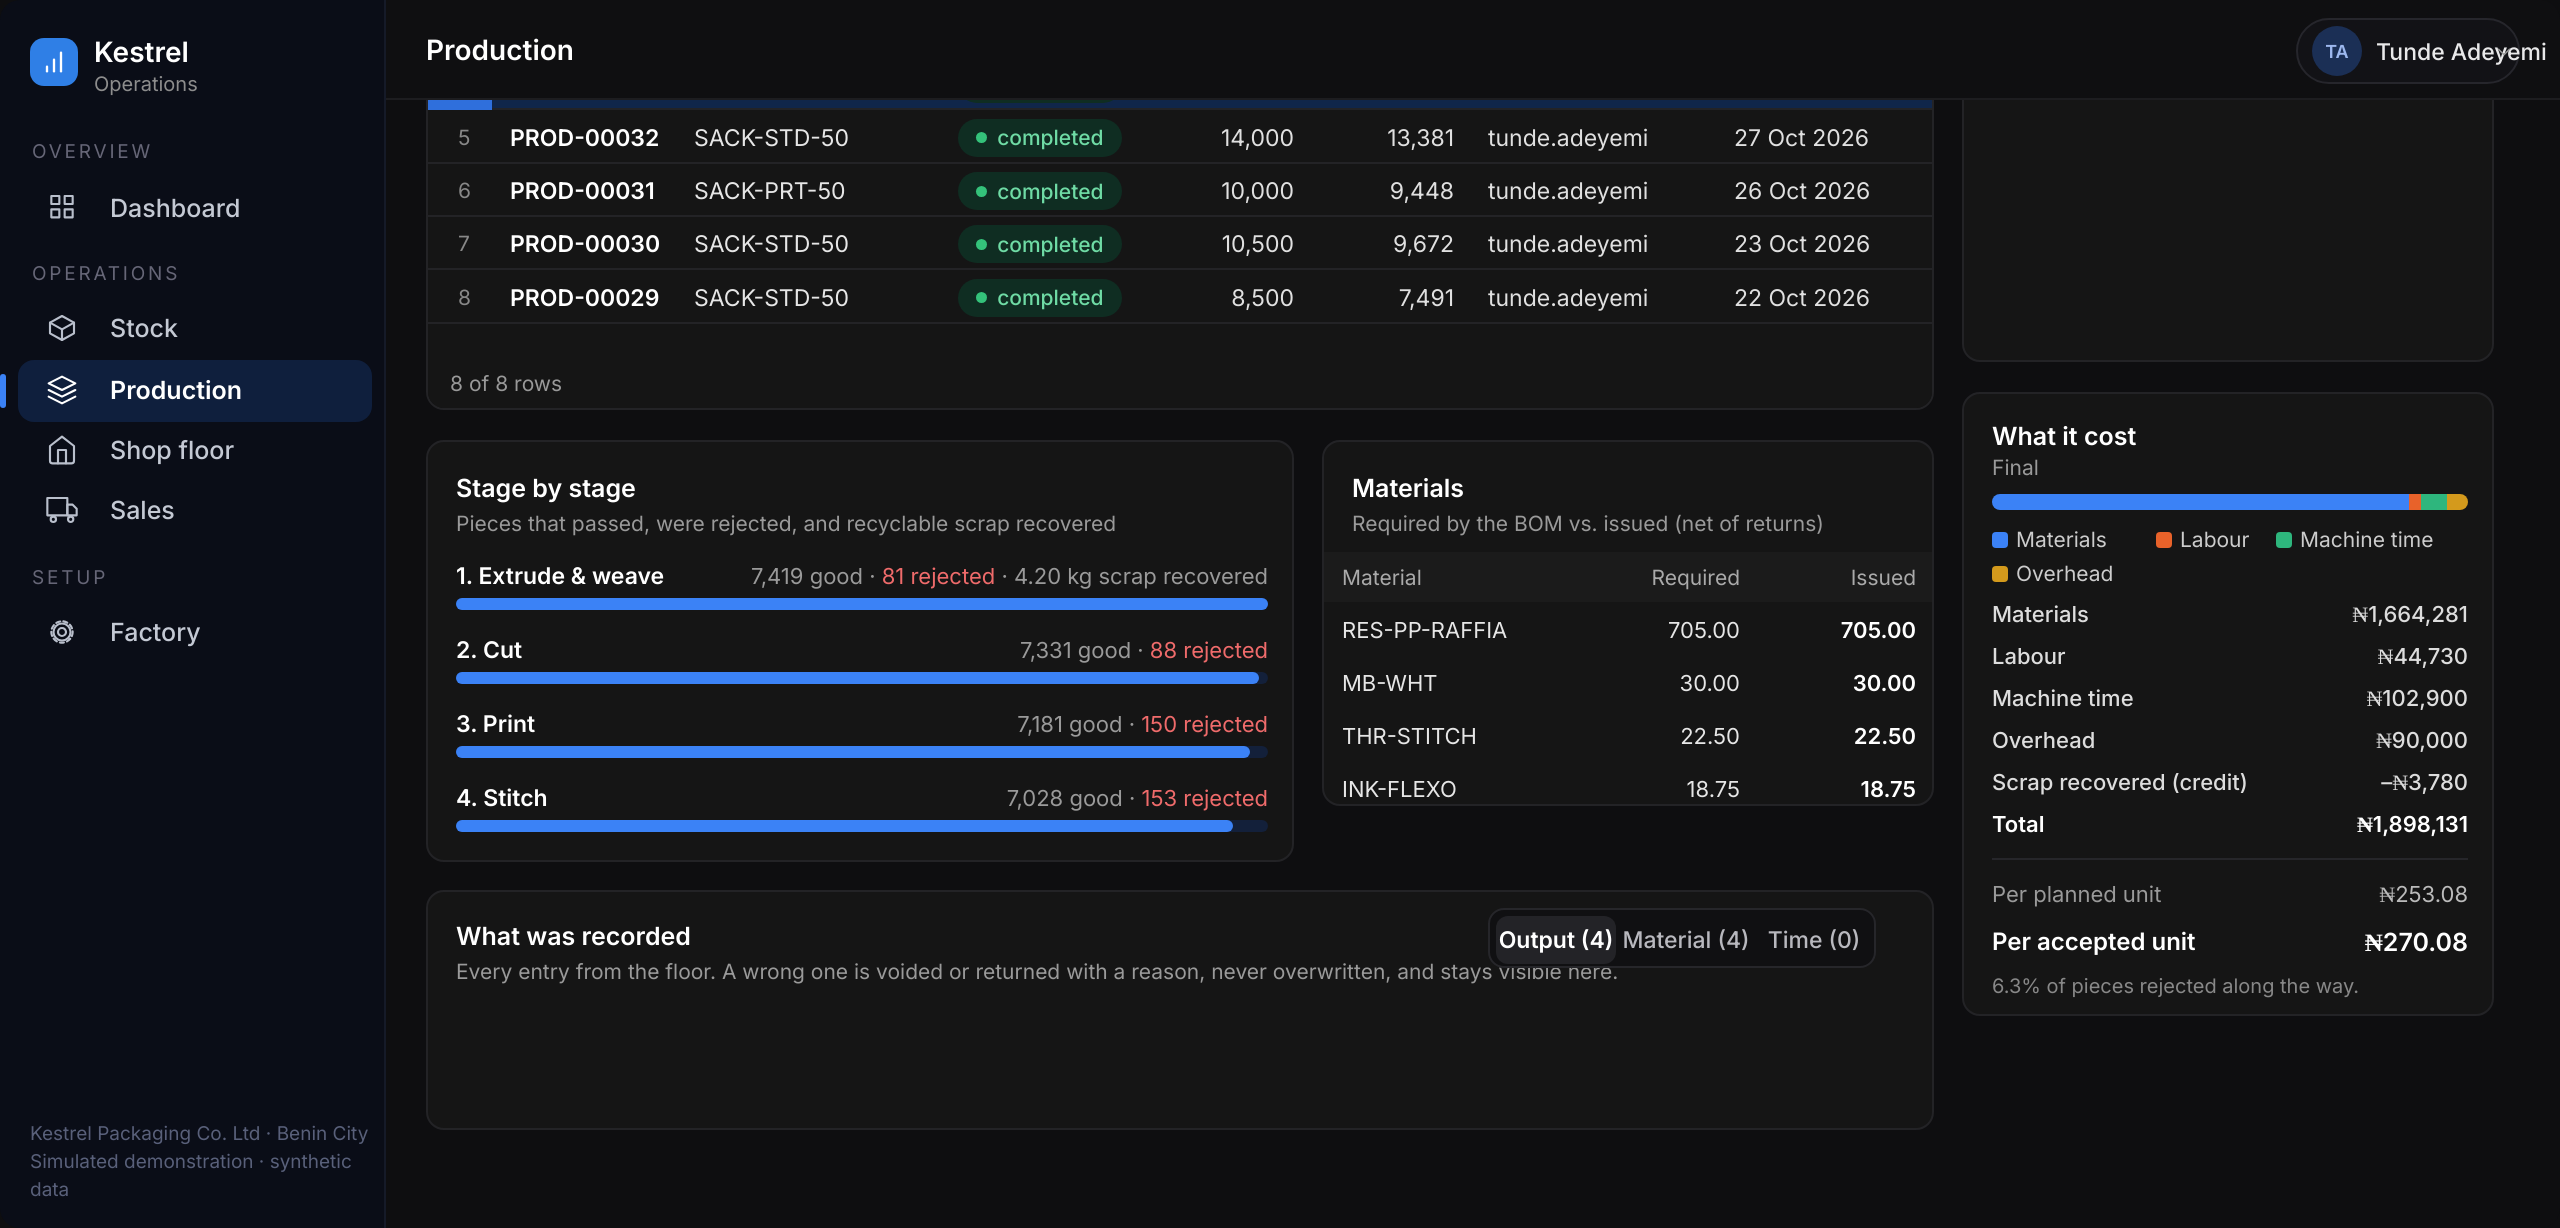 Kestrel
Operations
OVERVIEW
Dashboard
OPERATIONS
Stock
Production
Shop floor
Sales
SETUP
Factory
Kestrel Packaging Co. Ltd · Benin City
Simulated demonstration · synthetic
data
Production
TA Tunde Adeyemi
5 PROD-00032 SACK-STD-50 completed 14,000 13,381 tunde.adeyemi 27 Oct 2026
6 PROD-00031 SACK-PRT-50 completed 10,000 9,448 tunde.adeyemi 26 Oct 2026
7 PROD-00030 SACK-STD-50 completed 10,500 9,672 tunde.adeyemi 23 Oct 2026
8 PROD-00029 SACK-STD-50 completed 8,500 7,491 tunde.adeyemi 22 Oct 2026
8 of 8 rows
Stage by stage
Pieces that passed, were rejected, and recyclable scrap recovered
1. Extrude & weave 7,419 good · 81 rejected · 4.20 kg scrap recovered
2. Cut 7,331 good · 88 rejected
3. Print 7,181 good · 150 rejected
4. Stitch 7,028 good · 153 rejected
Materials
Required by the BOM vs. issued (net of returns)
Material Required Issued
RES-PP-RAFFIA 705.00 705.00
MB-WHT 30.00 30.00
THR-STITCH 22.50 22.50
INK-FLEXO 18.75 18.75
What was recorded
Output (4) Material (4) Time (0)
Every entry from the floor. A wrong one is voided or returned with a reason, never overwritten, and stays visible here.
What it cost
Final
Materials Labour Machine time
Overhead
Materials ₦1,664,281
Labour ₦44,730
Machine time ₦102,900
Overhead ₦90,000
Scrap recovered (credit) −₦3,780
Total ₦1,898,131
Per planned unit ₦253.08
Per accepted unit ₦270.08
6.3% of pieces rejected along the way.